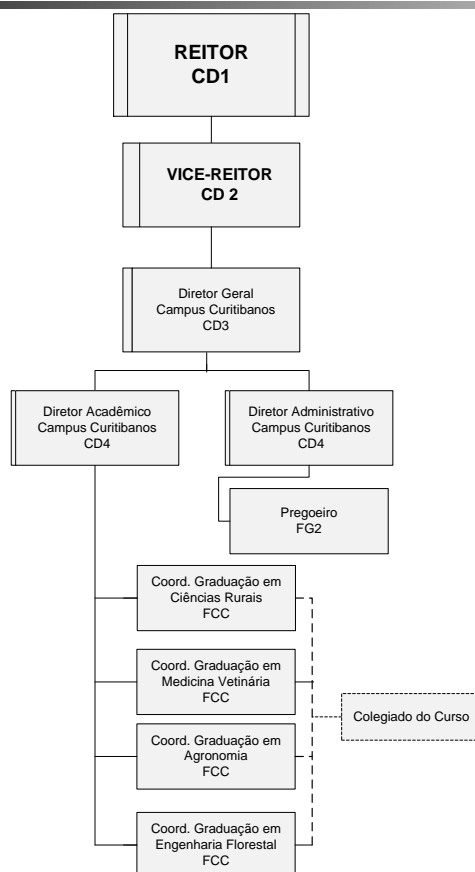 REITOR
CD1
VICE-REITOR
CD 2
Diretor Geral
Campus Curitibanos
CD3
Diretor Acadêmico
Campus Curitibanos
CD4
Diretor Administrativo
Campus Curitibanos
CD4
Pregoeiro
FG2
Coord. Graduação em
Ciências Rurais
FCC
Coord. Graduação em
Medicina Vetinária
FCC
Colegiado do Curso
Coord. Graduação em
Agronomia
FCC
Coord. Graduação em
Engenharia Florestal
FCC